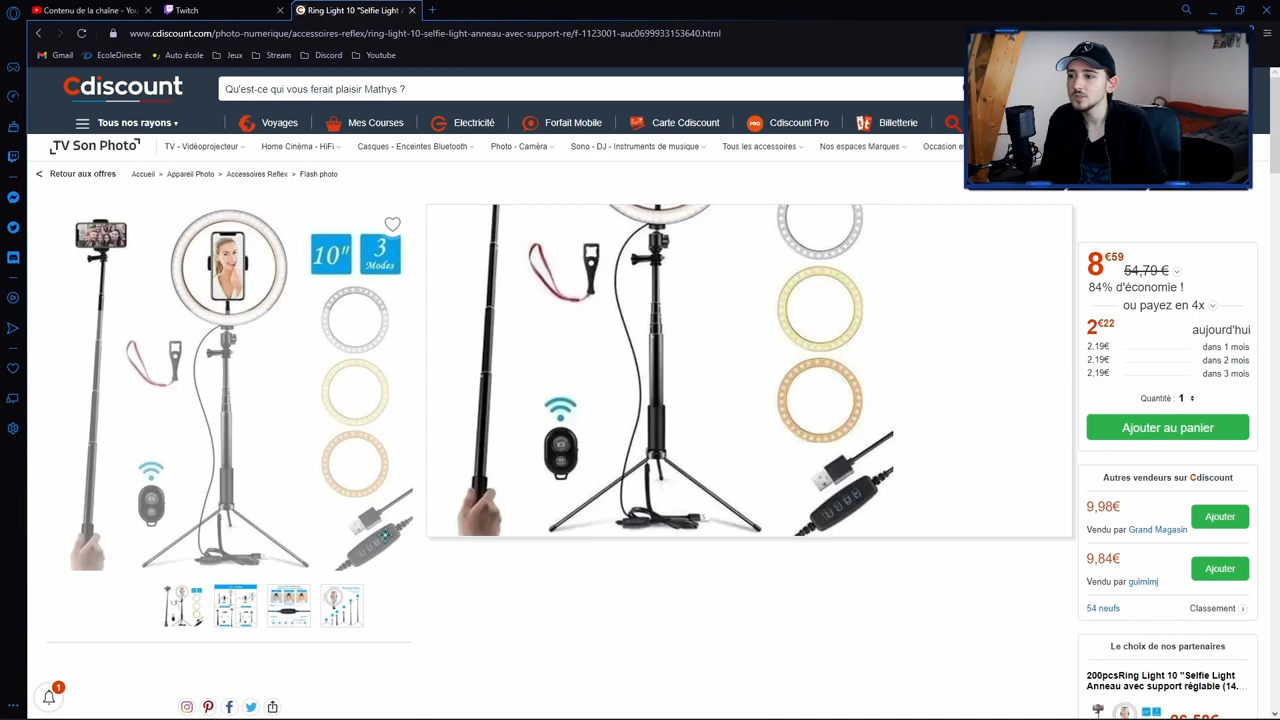 Contenu de la chaîne - You
Twitch
Ring Light 10 "Selfie Light
www.cdiscount.com/photo-numerique/accessoires-reflex/ring-light-10-selfie-light-anneau-avec-support-re/f-1123001-auc0699933153640.html
Gmail
EcoleDirecte
Auto école
Jeux
Stream
Discord
Youtube
Cdiscount
Qu'est-ce qui vous ferait plaisir Mathys ?
Tous nos rayons
Voyages
Mes Courses
Electricité
Forfait Mobile
Carte Cdiscount
PRO Cdiscount Pro
Billetterie
TV Son Photo
TV - Vidéoprojecteur
Home Cinéma - HiFi
Casques - Enceintes Bluetooth
Photo - Caméra
Sono - DJ - Instruments de musique
Tous les accessoires
Nos espaces Marques
Occasion
< Retour aux offres
Accueil > Appareil Photo > Accessoires Reflex > Flash photo
10"
3
Modes
8€59 54,79 €
84% d'économie !
ou payez en 4x
2€22 aujourd'hui
2,19€ dans 1 mois
2,19€ dans 2 mois
2,19€ dans 3 mois
Quantité : 1
Ajouter au panier
Autres vendeurs sur Cdiscount
9,98€
Ajouter
Vendu par Grand Magasin
9,84€
Ajouter
Vendu par guimimj
54 neufs
Classement i
Le choix de nos partenaires
200pcsRing Light 10 "Selfie Light
Anneau avec support réglable (14....
1